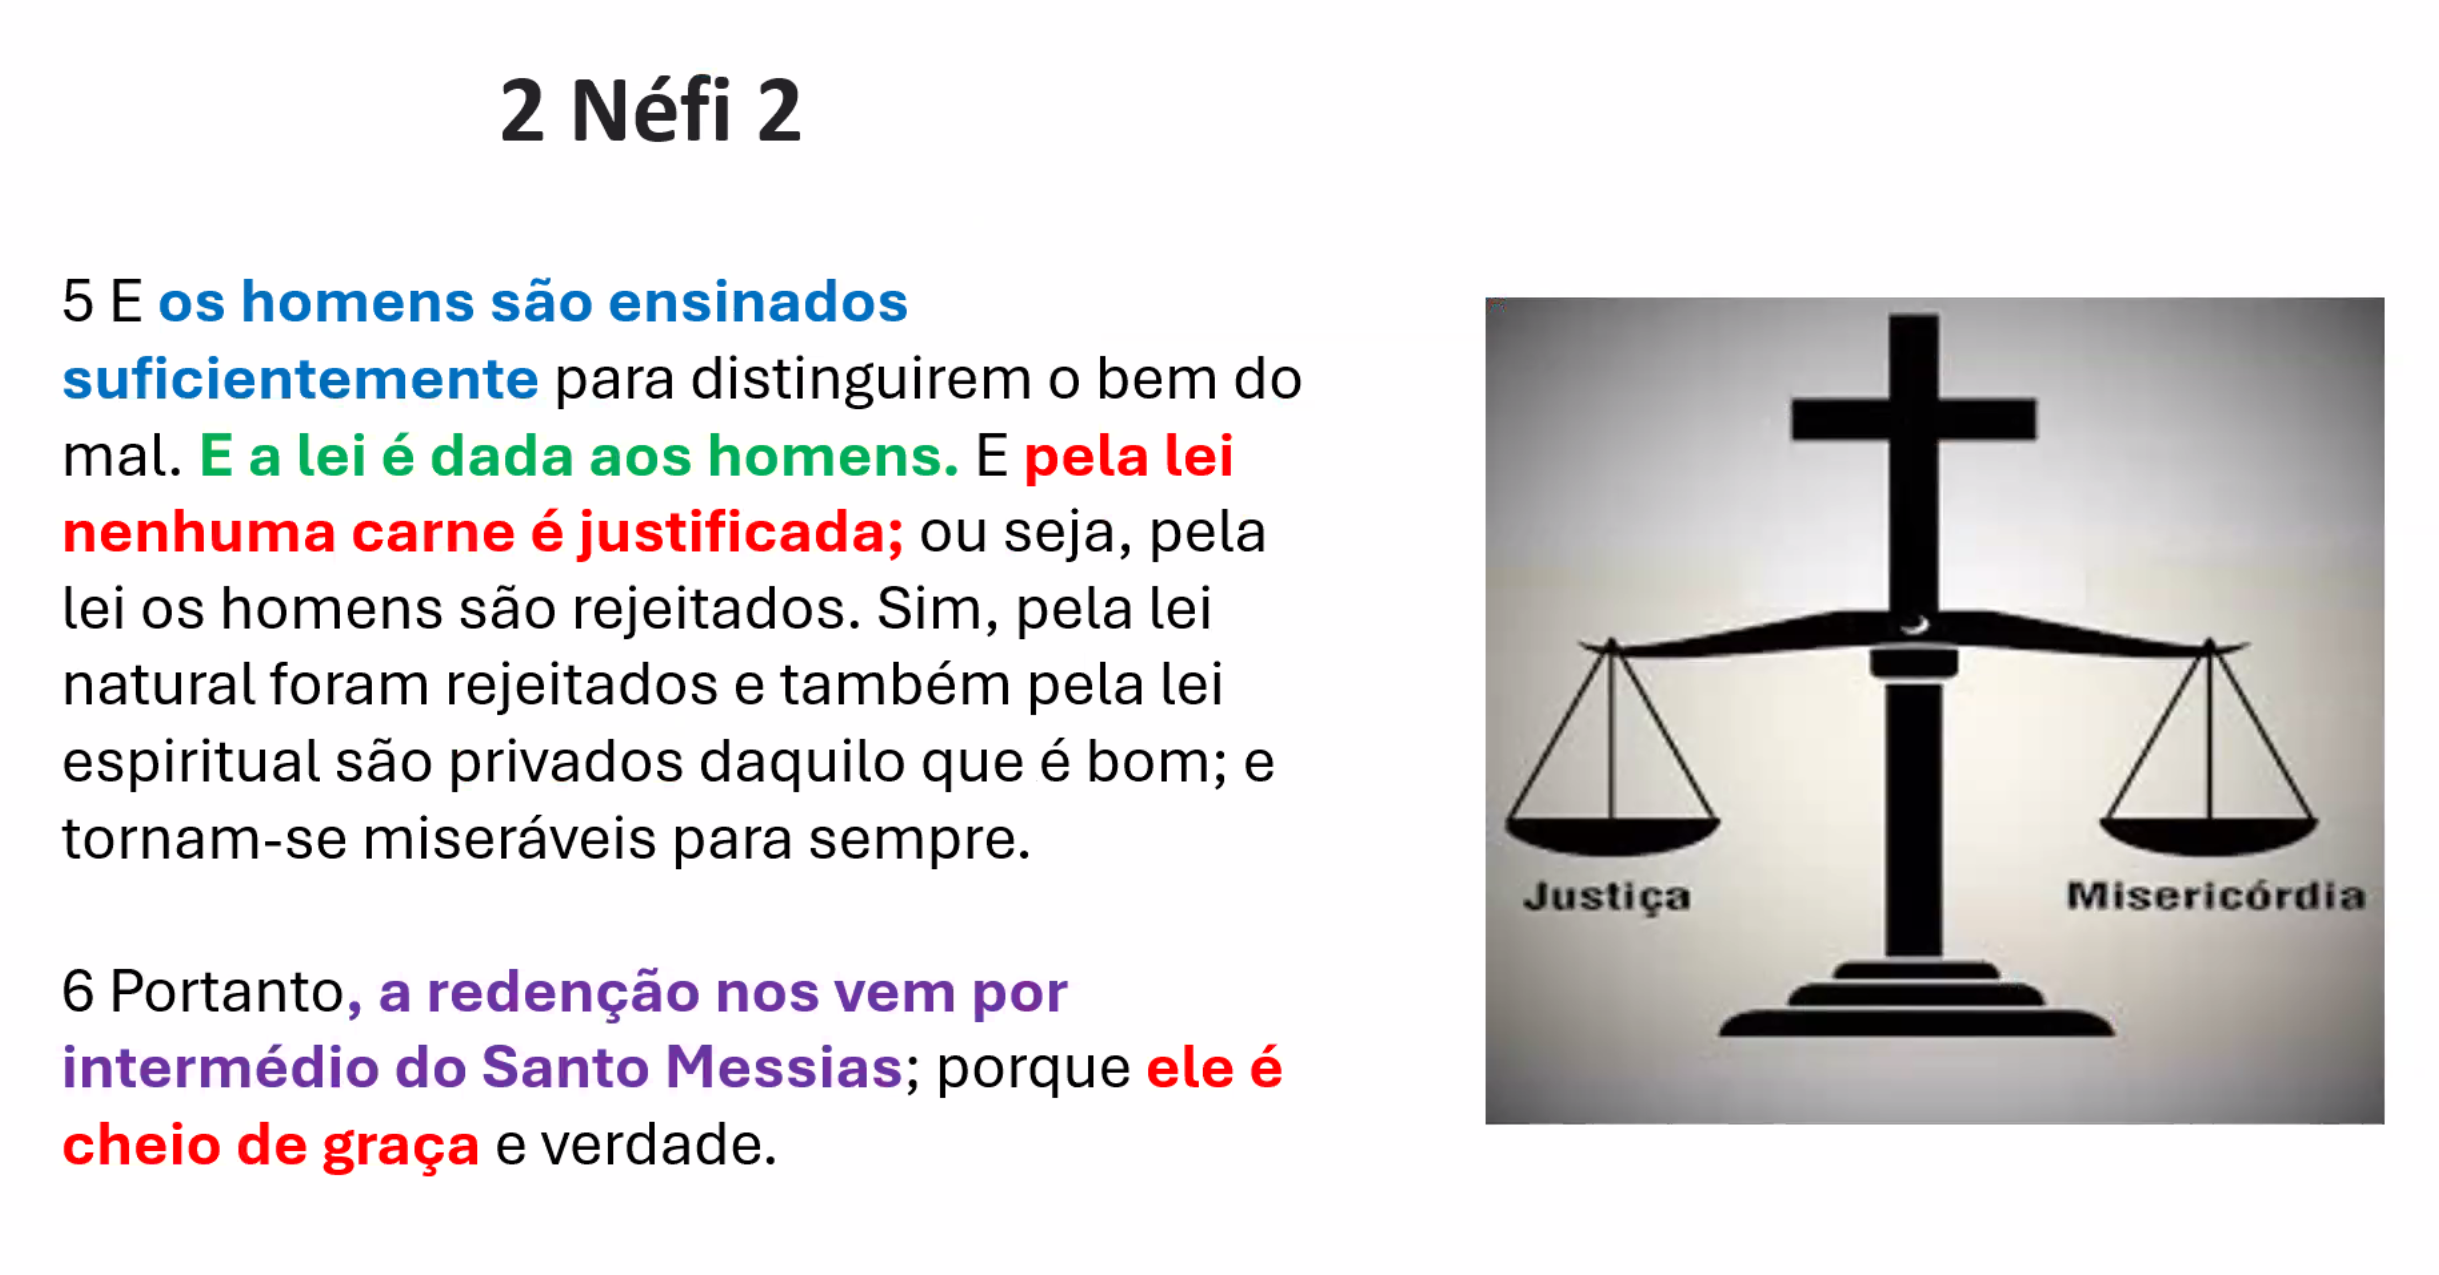 2 Néfi 2
5 E os homens são ensinados
suficientemente para distinguirem o bem do
mal. E a lei é dada aos homens. E pela lei
nenhuma carne é justificada; ou seja, pela
lei os homens são rejeitados. Sim, pela lei
natural foram rejeitados e também pela lei
espiritual são privados daquilo que é bom; e
tornam-se miseráveis para sempre.
6 Portanto, a redenção nos vem por
intermédio do Santo Messias; porque ele é
cheio de graça e verdade.
Justiça
Misericórdia